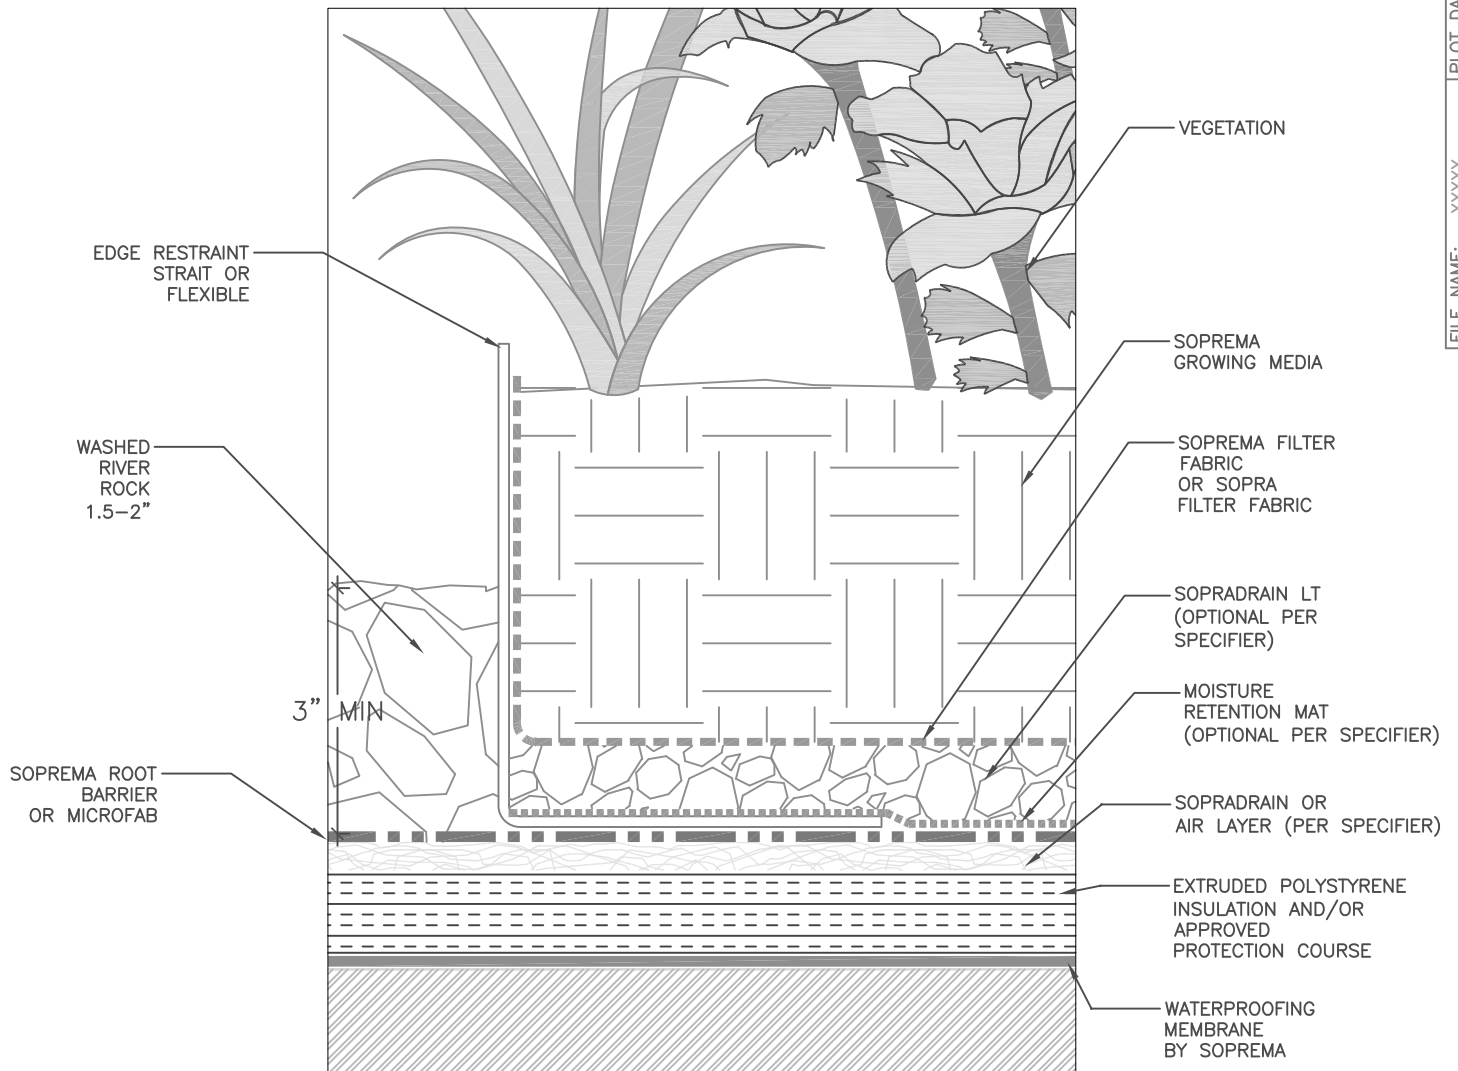 PLOT DA
FILE NAME: XXXXX
VEGETATION
EDGE RESTRAINT
STRAIT OR
FLEXIBLE
SOPREMA
GROWING MEDIA
WASHED
RIVER
ROCK
1.5-2"
SOPREMA FILTER
FABRIC
OR SOPRA
FILTER FABRIC
SOPRADRAIN LT
(OPTIONAL PER
SPECIFIER)
3" MIN
MOISTURE
RETENTION MAT
(OPTIONAL PER SPECIFIER)
SOPREMA ROOT
BARRIER
OR MICROFAB
SOPRADRAIN OR
AIR LAYER (PER SPECIFIER)
EXTRUDED POLYSTYRENE
INSULATION AND/OR
APPROVED
PROTECTION COURSE
WATERPROOFING
MEMBRANE
BY SOPREMA